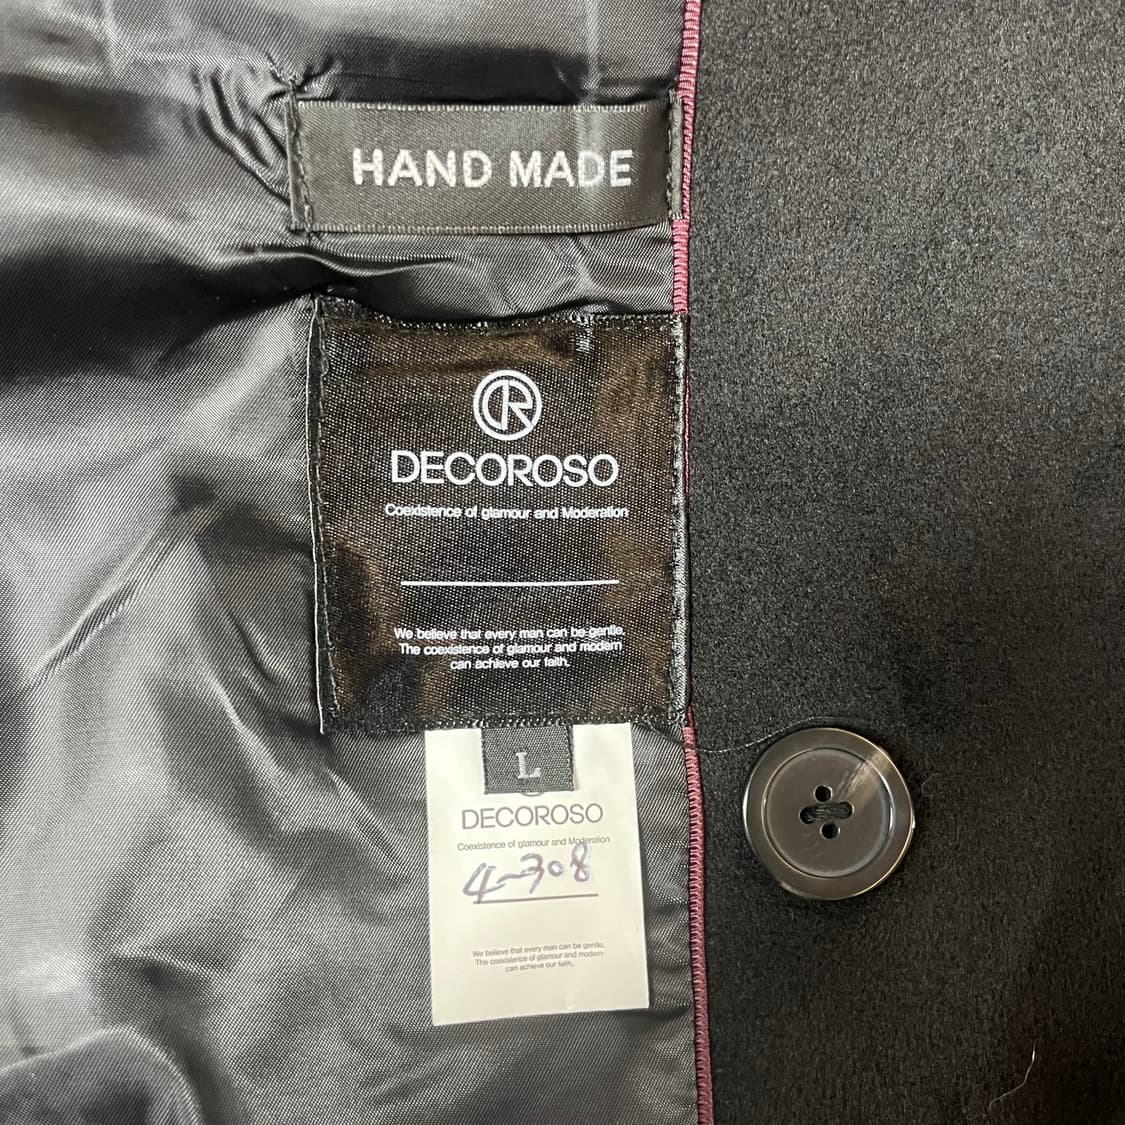 HAND MADE
DECOROSO
Coexistence of glamour and Moderation
We believe that every man can be gentle.
The coexistence of glamour and modern
can achieve our faith.
L
DECOROSO
Coexistence of glamour and Moderation
4-308
We believe that every man can be gentle.
The coexistence of glamour and modern
can achieve our faith.